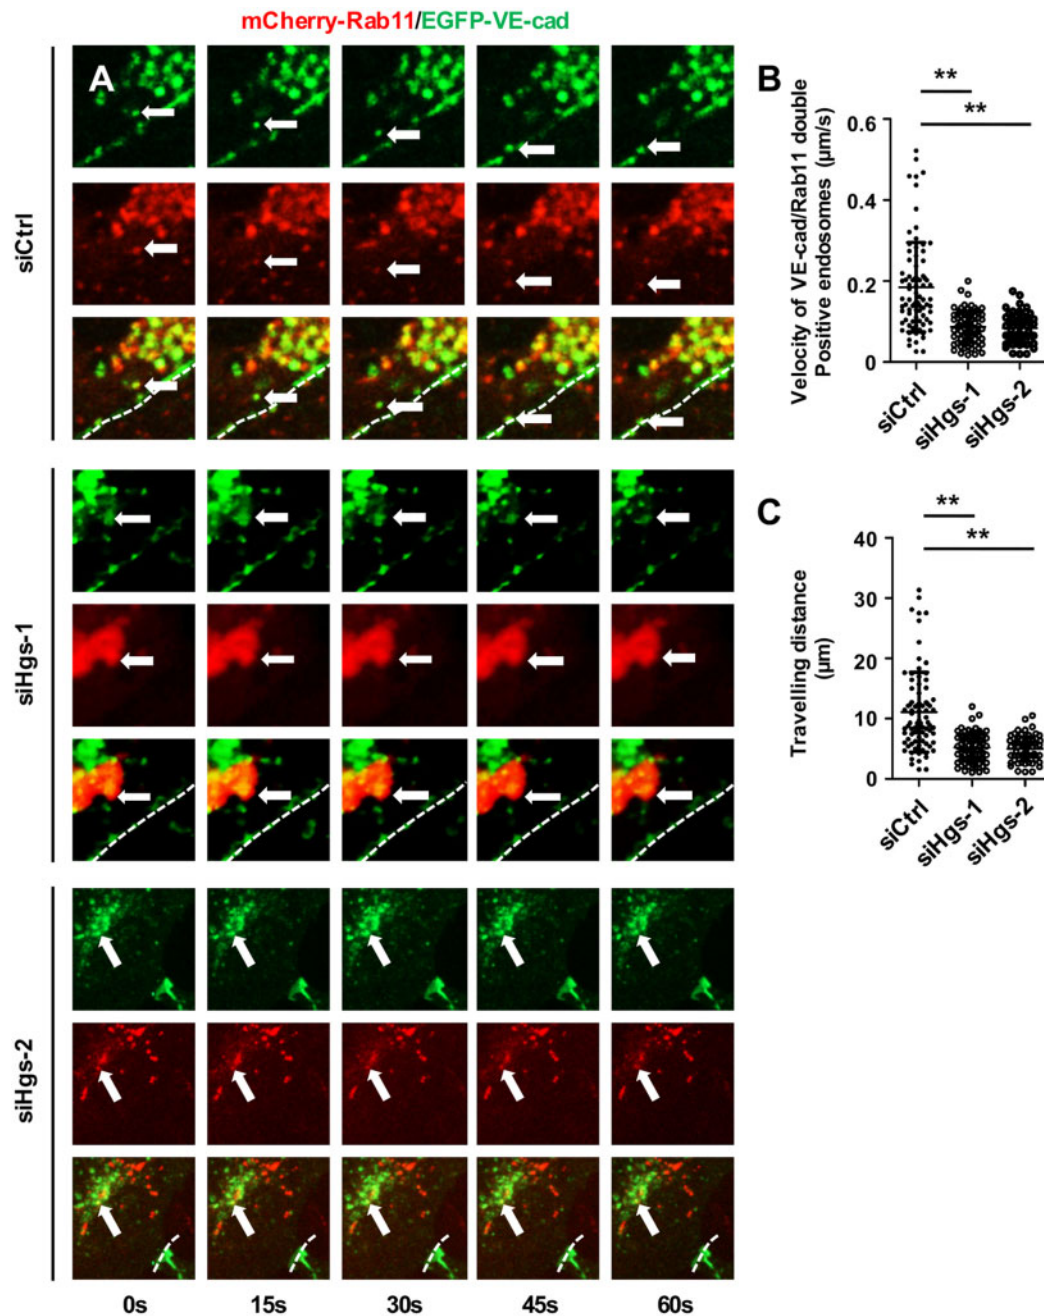 mCherry-Rab11/EGFP-VE-cad
A
siCtrl
siHgs-1
siHgs-2
0s 15s 30s 45s 60s
B
Velocity of VE-cad/Rab11 double
Positive endosomes (µm/s)
**
**
0.6
0.4
0.2
0
siCtrl siHgs-1 siHgs-2
C
Travelling distance
(µm)
**
**
40
30
20
10
0
siCtrl siHgs-1 siHgs-2